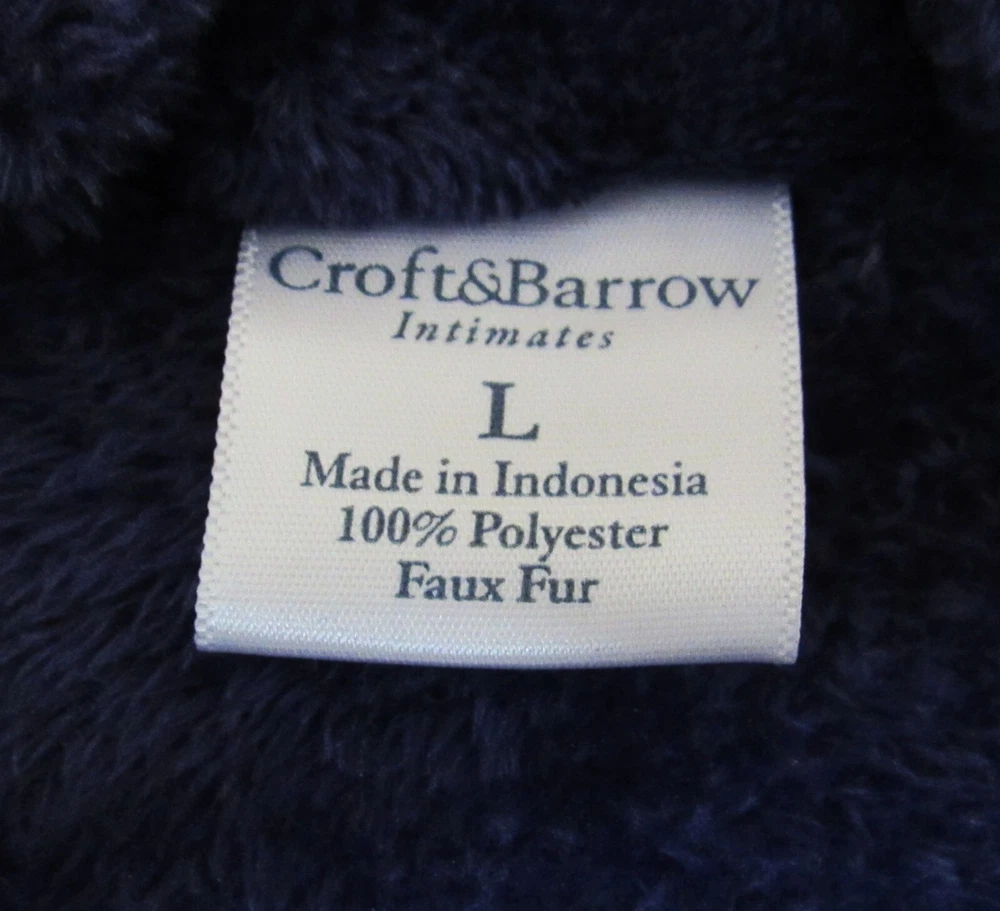 Croft&Barrow
Intimates
L
Made in Indonesia
100% Polyester
Faux Fur